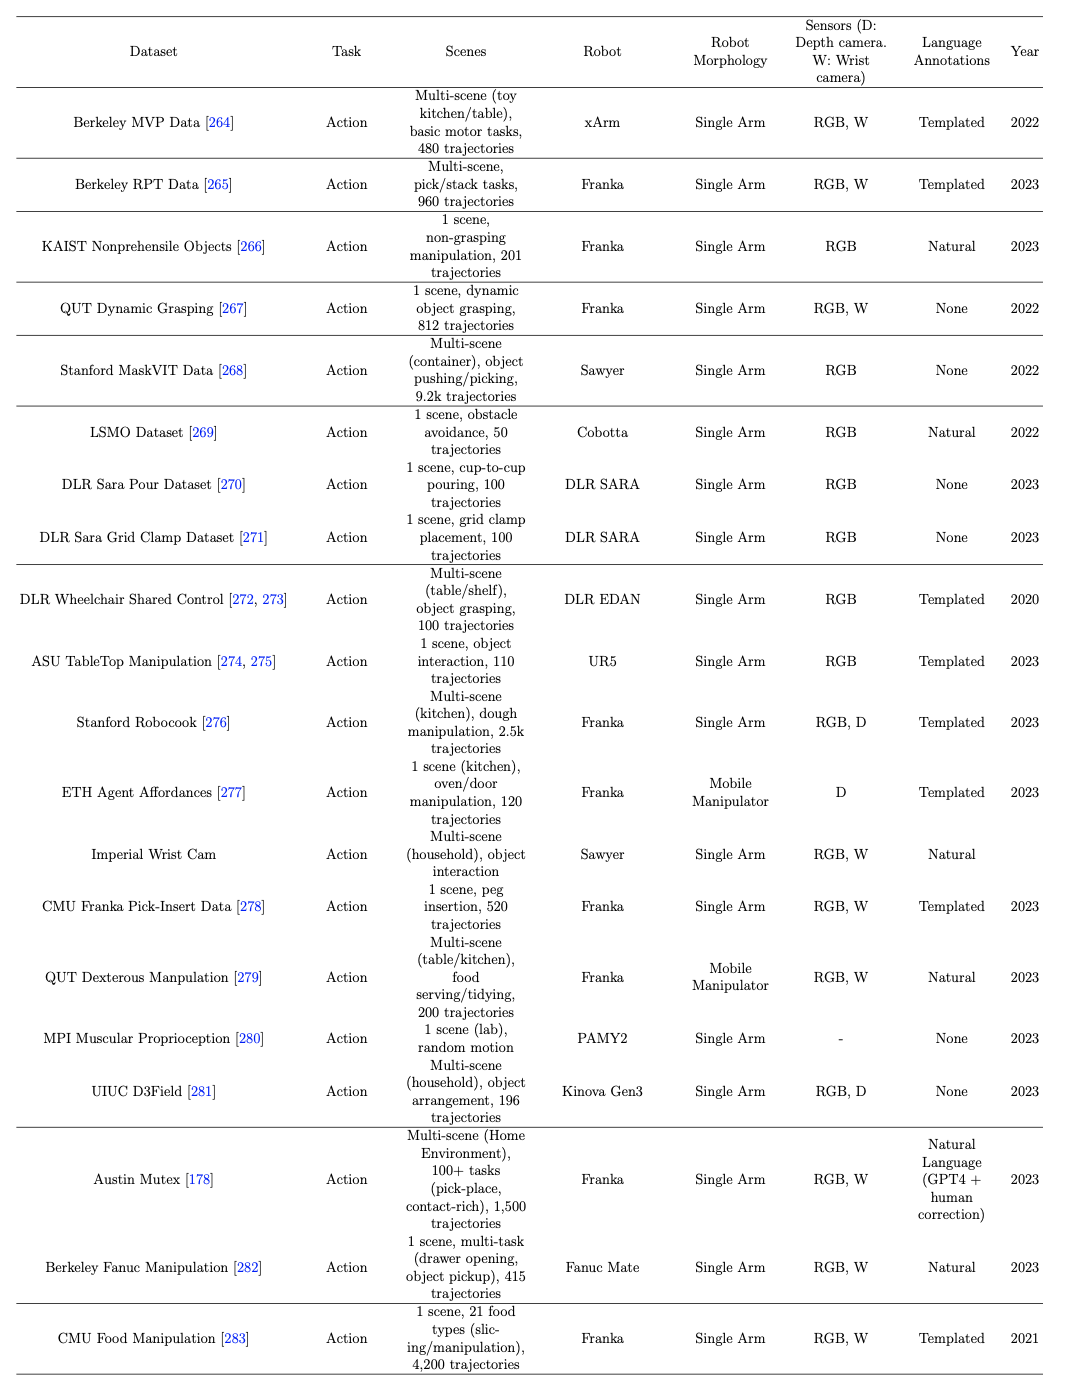 Dataset Task Scenes Robot Robot Morphology Sensors (D: Depth camera. W: Wrist camera) Language Annotations Year
Berkeley MVP Data [264] Action Multi-scene (toy kitchen/table), basic motor tasks, 480 trajectories xArm Single Arm RGB, W Templated 2022
Berkeley RPT Data [265] Action Multi-scene, pick/stack tasks, 960 trajectories Franka Single Arm RGB, W Templated 2023
KAIST Nonprehensile Objects [266] Action 1 scene, non-grasping manipulation, 201 trajectories Franka Single Arm RGB Natural 2023
QUT Dynamic Grasping [267] Action 1 scene, dynamic object grasping, 812 trajectories Franka Single Arm RGB, W None 2022
Stanford MaskVIT Data [268] Action Multi-scene (container), object pushing/picking, 9.2k trajectories Sawyer Single Arm RGB None 2022
LSMO Dataset [269] Action 1 scene, obstacle avoidance, 50 trajectories Cobotta Single Arm RGB Natural 2022
DLR Sara Pour Dataset [270] Action 1 scene, cup-to-cup pouring, 100 trajectories DLR SARA Single Arm RGB None 2023
DLR Sara Grid Clamp Dataset [271] Action 1 scene, grid clamp placement, 100 trajectories DLR SARA Single Arm RGB None 2023
DLR Wheelchair Shared Control [272, 273] Action Multi-scene (table/shelf), object grasping, 100 trajectories DLR EDAN Single Arm RGB Templated 2020
ASU TableTop Manipulation [274, 275] Action 1 scene, object interaction, 110 trajectories UR5 Single Arm RGB Templated 2023
Stanford Robocook [276] Action Multi-scene (kitchen), dough manipulation, 2.5k trajectories Franka Single Arm RGB, D Templated 2023
ETH Agent Affordances [277] Action 1 scene (kitchen), oven/door manipulation, 120 trajectories Franka Mobile Manipulator D Templated 2023
Imperial Wrist Cam Action Multi-scene (household), object interaction Sawyer Single Arm RGB, W Natural
CMU Franka Pick-Insert Data [278] Action 1 scene, peg insertion, 520 trajectories Franka Single Arm RGB, W Templated 2023
QUT Dexterous Manpulation [279] Action Multi-scene (table/kitchen), food serving/tidying, 200 trajectories Franka Mobile Manipulator RGB, W Natural 2023
MPI Muscular Proprioception [280] Action 1 scene (lab), random motion PAMY2 Single Arm - None 2023
UIUC D3Field [281] Action Multi-scene (household), object arrangement, 196 trajectories Kinova Gen3 Single Arm RGB, D None 2023
Austin Mutex [178] Action Multi-scene (Home Environment), 100+ tasks (pick-place, contact-rich), 1,500 trajectories Franka Single Arm RGB, W Natural Language (GPT4 + human correction) 2023
Berkeley Fanuc Manipulation [282] Action 1 scene, multi-task (drawer opening, object pickup), 415 trajectories Fanuc Mate Single Arm RGB, W Natural 2023
CMU Food Manipulation [283] Action 1 scene, 21 food types (slic-ing/manipulation), 4,200 trajectories Franka Single Arm RGB, W Templated 2021